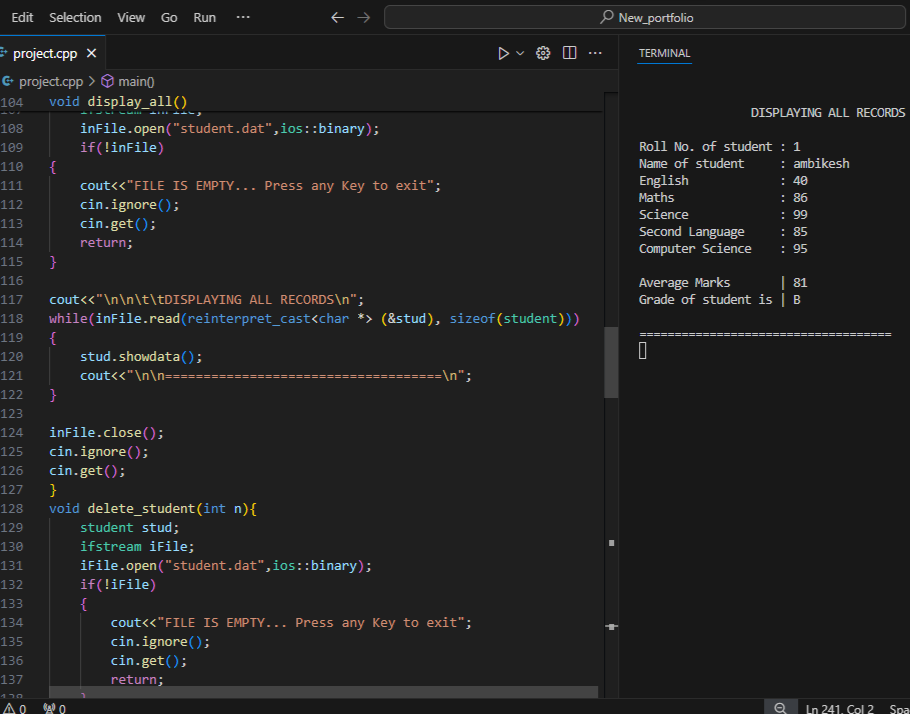 Edit Selection View Go Run ··· ← → New_portfolio
project.cpp ×
project.cpp > main()
104 void display_all()
108 inFile.open("student.dat",ios::binary);
109 if(!inFile)
110 {
111 cout<<"FILE IS EMPTY... Press any Key to exit";
112 cin.ignore();
113 cin.get();
114 return;
115 }
116
117 cout<<"\n\n\t\tDISPLAYING ALL RECORDS\n";
118 while(inFile.read(reinterpret_cast<char *> (&stud), sizeof(student)))
119 {
120 stud.showdata();
121 cout<<"\n\n====================================\n";
122 }
123
124 inFile.close();
125 cin.ignore();
126 cin.get();
127 }
128 void delete_student(int n){
129 student stud;
130 ifstream iFile;
131 iFile.open("student.dat",ios::binary);
132 if(!iFile)
133 {
134 cout<<"FILE IS EMPTY... Press any Key to exit";
135 cin.ignore();
136 cin.get();
137 return;
TERMINAL
DISPLAYING ALL RECORDS
Roll No. of student : 1
Name of student : ambikesh
English : 40
Maths : 86
Science : 99
Second Language : 85
Computer Science : 95
Average Marks | 81
Grade of student is | B
====================================
0 0 Ln 241, Col 2 Spa